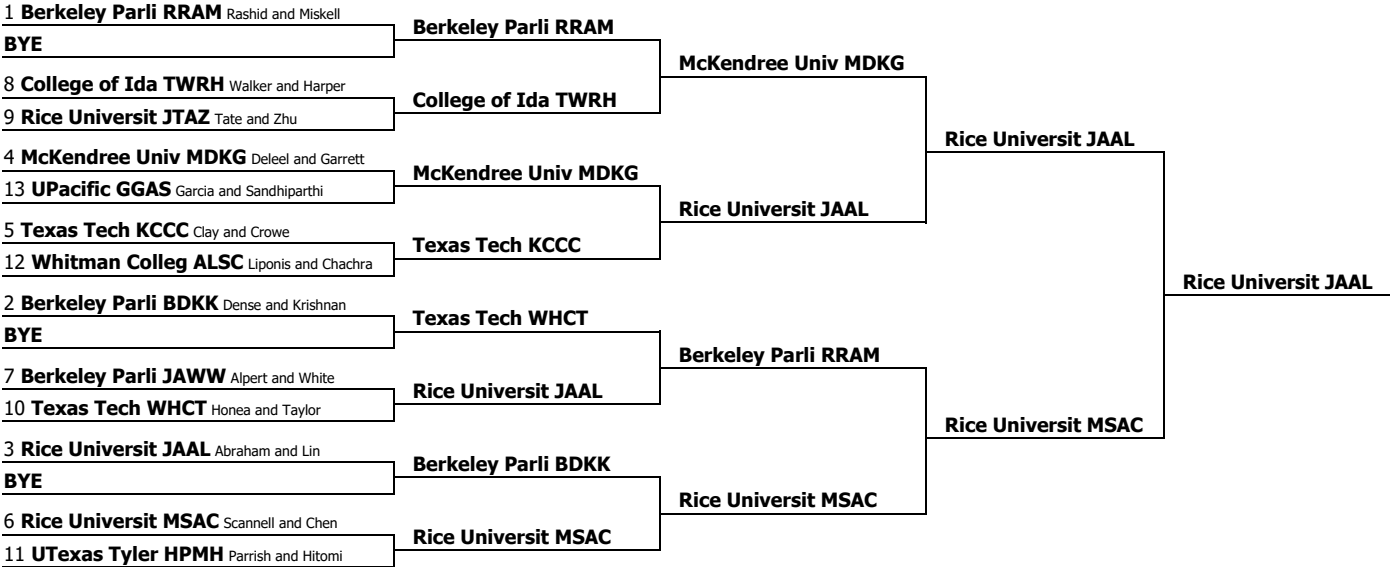 1 Berkeley Parli RRAM Rashid and Miskell
BYE
8 College of Ida TWRH Walker and Harper
9 Rice Universit JTAZ Tate and Zhu
4 McKendree Univ MDKG Deleel and Garrett
13 UPacific GGAS Garcia and Sandhiparthi
5 Texas Tech KCCC Clay and Crowe
12 Whitman Colleg ALSC Liponis and Chachra
2 Berkeley Parli BDKK Dense and Krishnan
BYE
7 Berkeley Parli JAWW Alpert and White
10 Texas Tech WHCT Honea and Taylor
3 Rice Universit JAAL Abraham and Lin
BYE
6 Rice Universit MSAC Scannell and Chen
11 UTexas Tyler HPMH Parrish and Hitomi
Berkeley Parli RRAM
College of Ida TWRH
McKendree Univ MDKG
Texas Tech KCCC
Texas Tech WHCT
Rice Universit JAAL
Berkeley Parli BDKK
Rice Universit MSAC
McKendree Univ MDKG
Rice Universit JAAL
Berkeley Parli RRAM
Rice Universit MSAC
Rice Universit JAAL
Rice Universit MSAC
Rice Universit JAAL